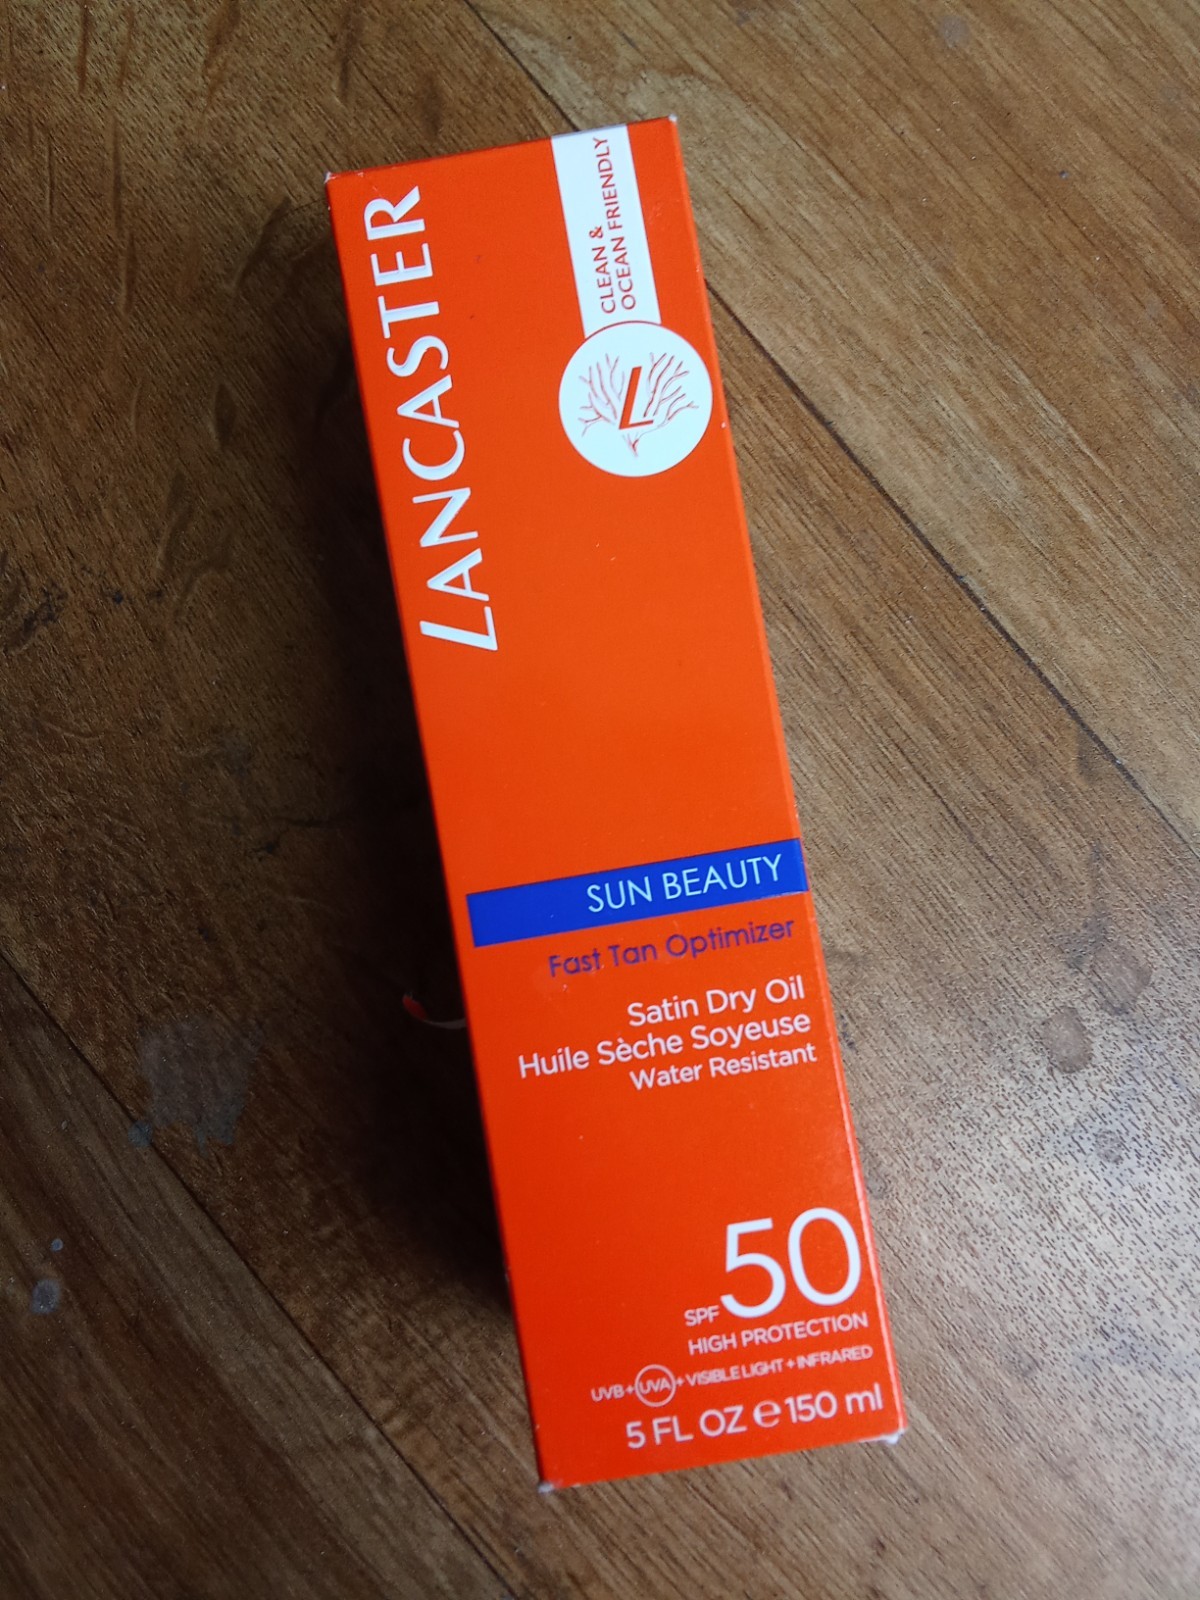 LANCASTER
CLEAN &
OCEAN FRIENDLY
L
SUN BEAUTY
Fast Tan Optimizer
Satin Dry Oil
Huile Sèche Soyeuse
Water Resistant
SPF 50
HIGH PROTECTION
UVB + UVA + VISIBLE LIGHT + INFRARED
5 FL OZ ℮ 150 ml